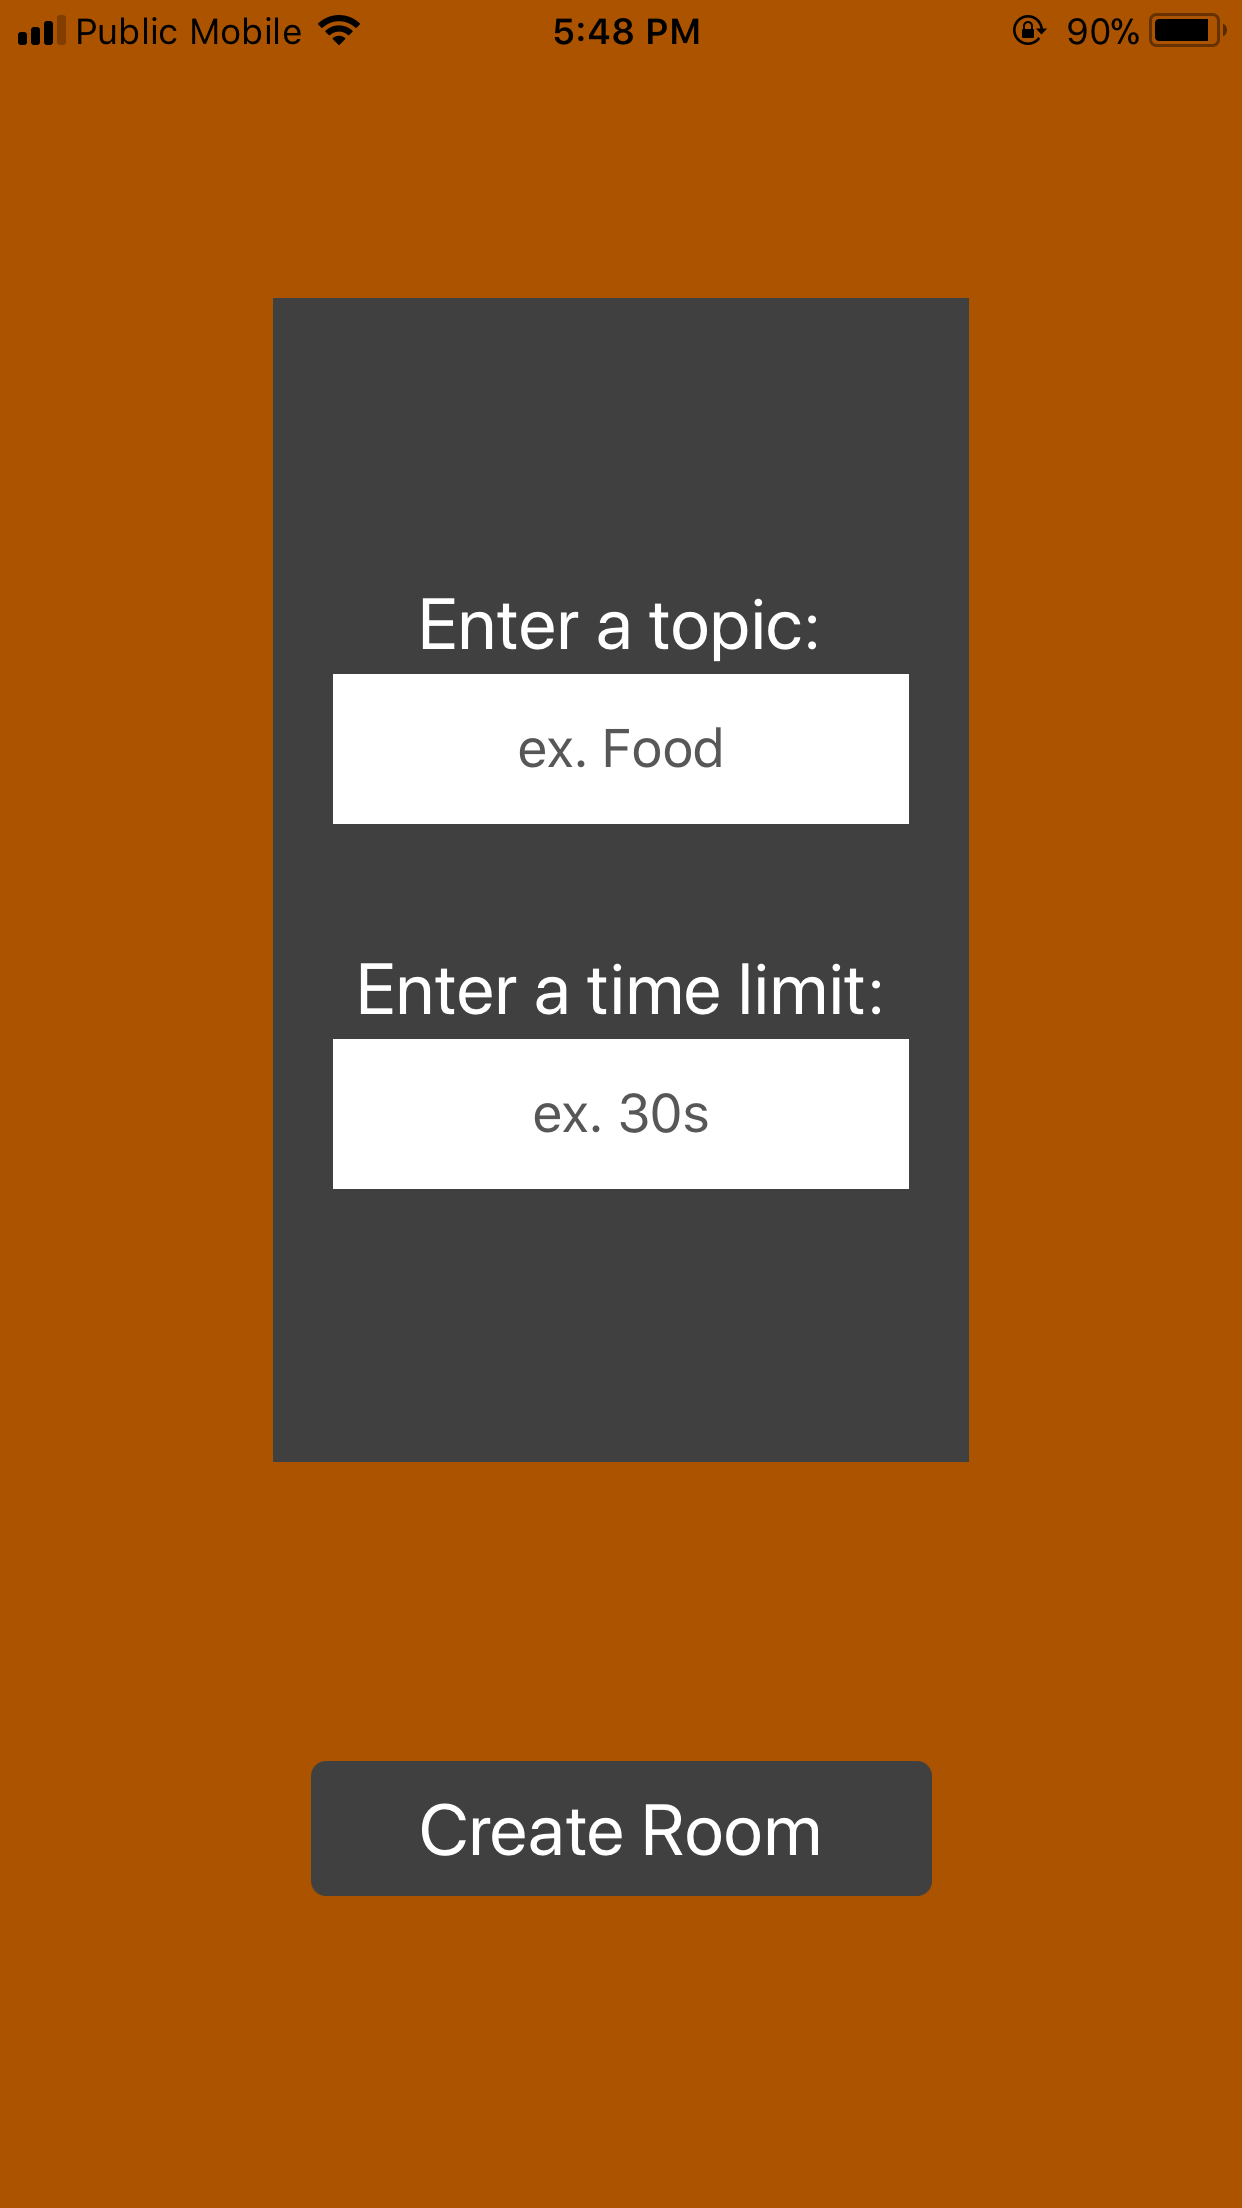 Public Mobile 5:48 PM 90%
Enter a topic:
ex. Food
Enter a time limit:
ex. 30s
Create Room